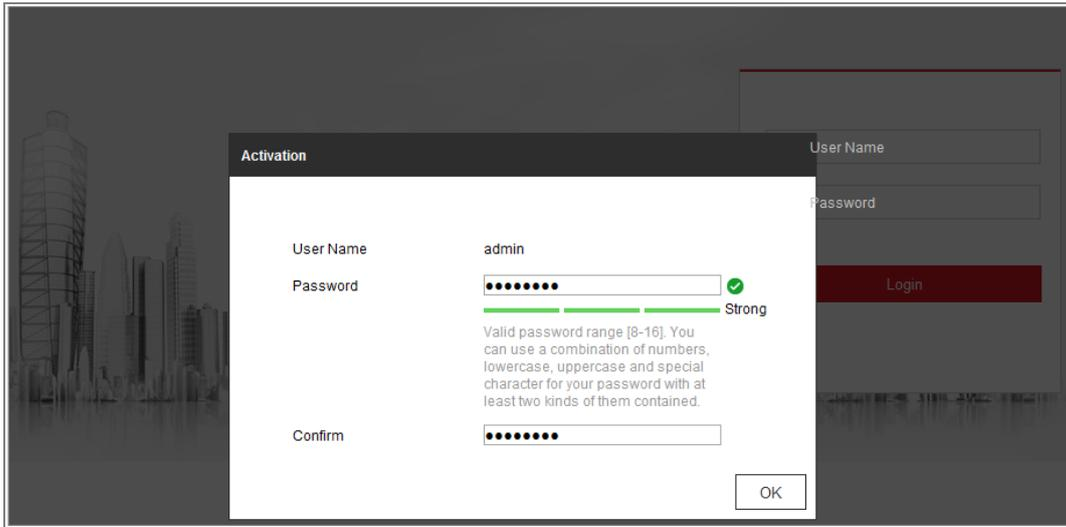 Activation
User Name
Password
Login
User Name admin
Password ●●●●●●●●
Strong
Valid password range [8-16]. You
can use a combination of numbers,
lowercase, uppercase and special
character for your password with at
least two kinds of them contained.
Confirm ●●●●●●●●
OK